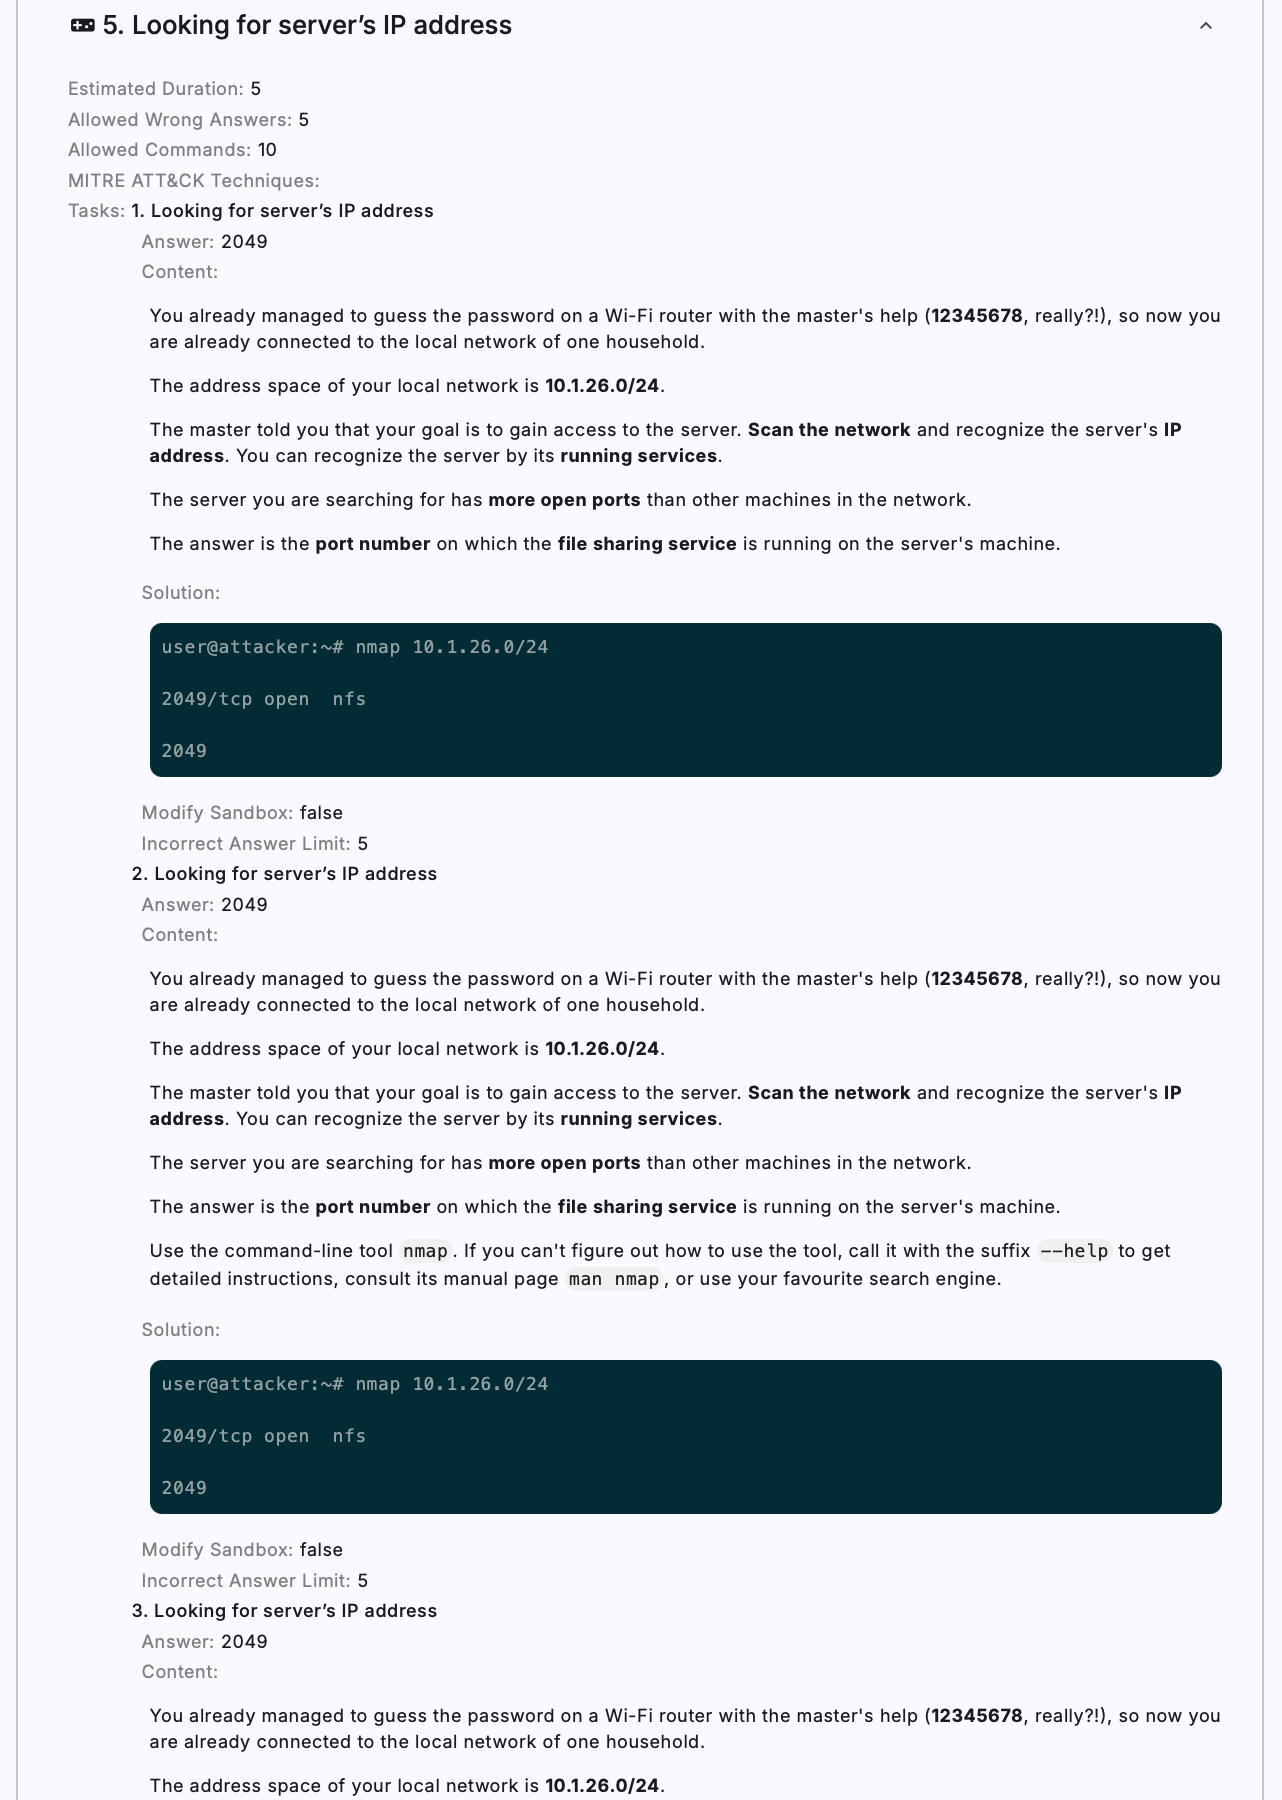 5. Looking for server’s IP address
Estimated Duration: 5
Allowed Wrong Answers: 5
Allowed Commands: 10
MITRE ATT&CK Techniques:
Tasks: 1. Looking for server’s IP address
Answer: 2049
Content:
You already managed to guess the password on a Wi-Fi router with the master's help (12345678, really?!), so now you
are already connected to the local network of one household.
The address space of your local network is 10.1.26.0/24.
The master told you that your goal is to gain access to the server. Scan the network and recognize the server's IP
address. You can recognize the server by its running services.
The server you are searching for has more open ports than other machines in the network.
The answer is the port number on which the file sharing service is running on the server's machine.
Solution:
user@attacker:~# nmap 10.1.26.0/24
2049/tcp open  nfs
2049
Modify Sandbox: false
Incorrect Answer Limit: 5
2. Looking for server’s IP address
Answer: 2049
Content:
You already managed to guess the password on a Wi-Fi router with the master's help (12345678, really?!), so now you
are already connected to the local network of one household.
The address space of your local network is 10.1.26.0/24.
The master told you that your goal is to gain access to the server. Scan the network and recognize the server's IP
address. You can recognize the server by its running services.
The server you are searching for has more open ports than other machines in the network.
The answer is the port number on which the file sharing service is running on the server's machine.
Use the command-line tool nmap. If you can't figure out how to use the tool, call it with the suffix --help to get
detailed instructions, consult its manual page man nmap, or use your favourite search engine.
Solution:
user@attacker:~# nmap 10.1.26.0/24
2049/tcp open  nfs
2049
Modify Sandbox: false
Incorrect Answer Limit: 5
3. Looking for server’s IP address
Answer: 2049
Content:
You already managed to guess the password on a Wi-Fi router with the master's help (12345678, really?!), so now you
are already connected to the local network of one household.
The address space of your local network is 10.1.26.0/24.